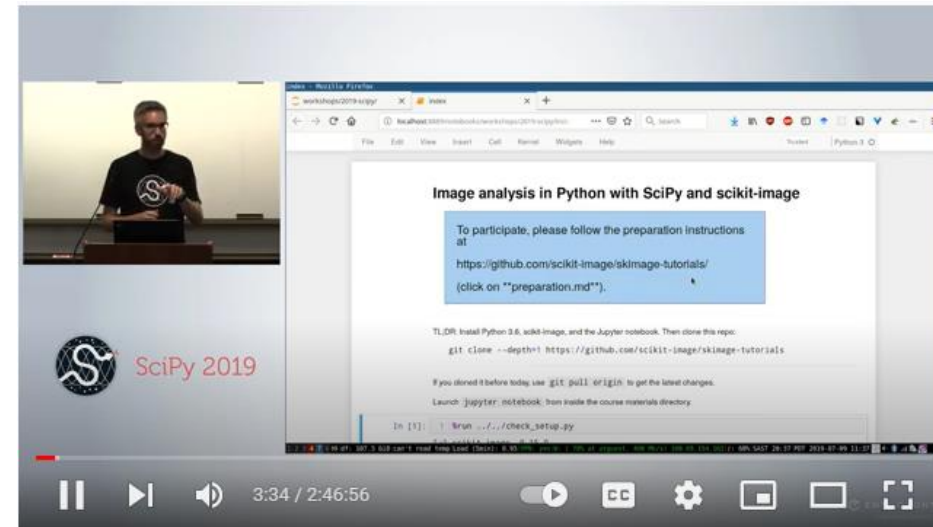 index - Mozilla Firefox
workshops/2019-scipy/
index
File Edit View Insert Cell Kernel Widgets Help
Trusted
Python 3
Image analysis in Python with SciPy and scikit-image
To participate, please follow the preparation instructions
at
https://github.com/scikit-image/skimage-tutorials/
(click on **preparation.md**).
TL;DR: Install Python 3.6, scikit-image, and the Jupyter notebook. Then clone this repo:
git clone --depth=1 https://github.com/scikit-image/skimage-tutorials
If you cloned it before today, use git pull origin to get the latest changes.
Launch jupyter notebook from inside the course materials directory.
In [1]: 1 %run ../../check_setup.py
SciPy 2019
3:34 / 2:46:56
CC